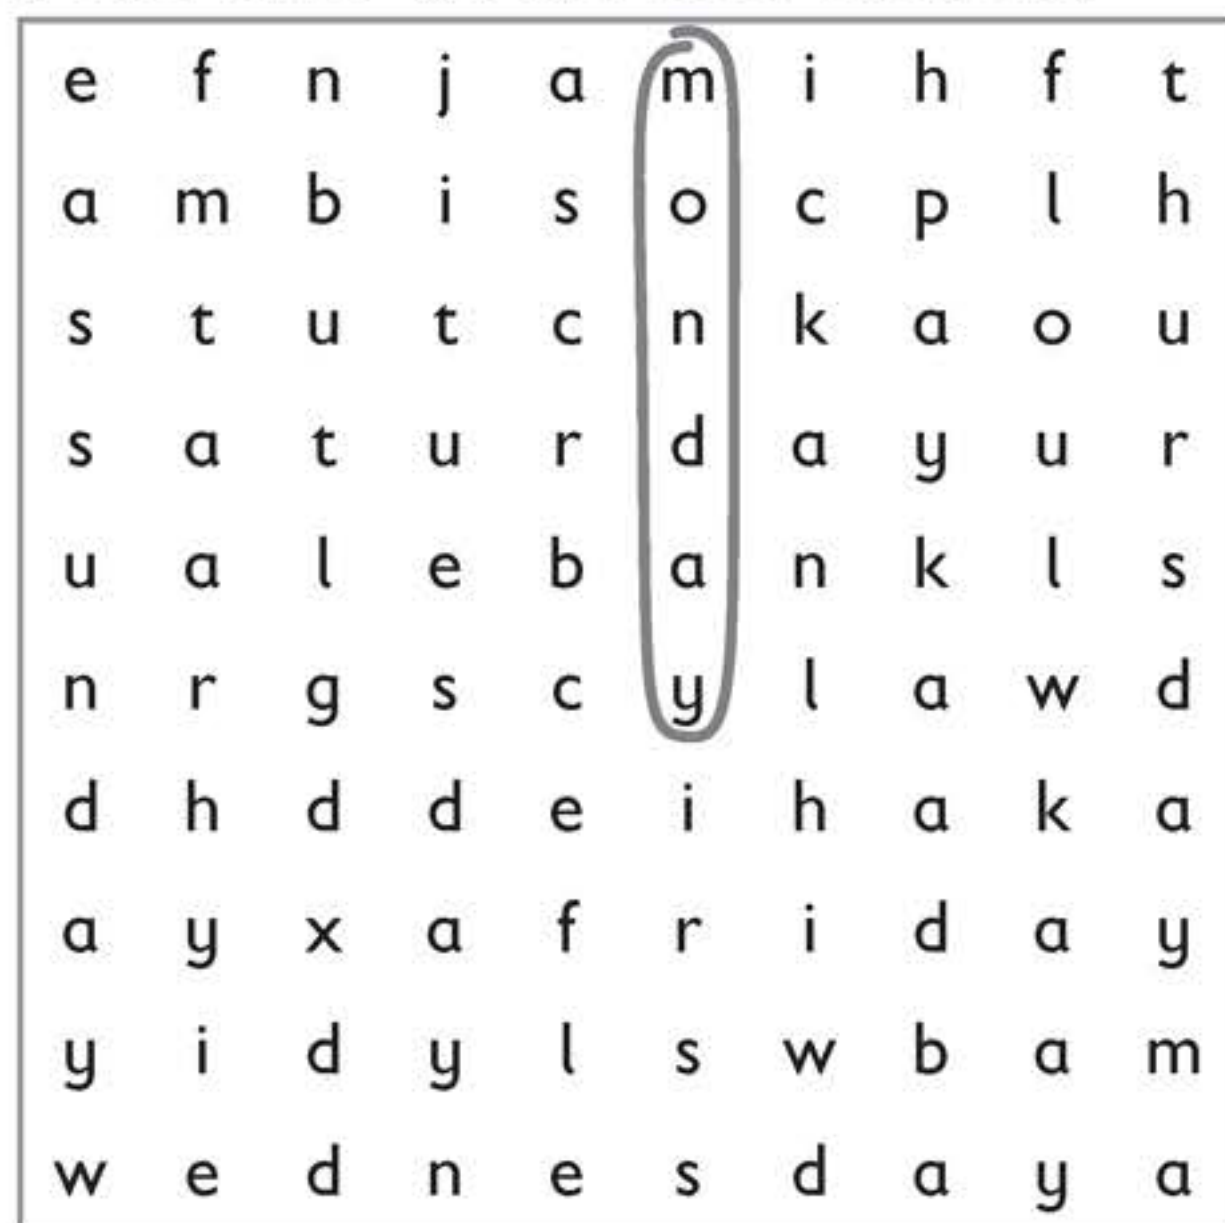 e f n j a m i h f t
a m b i s o c p l h
s t u t c n k a o u
s a t u r d a y u r
u a l e b a n k l s
n r g s c y l a w d
d h d d e i h a k a
a y x a f r i d a y
y i d y l s w b a m
w e d n e s d a y a